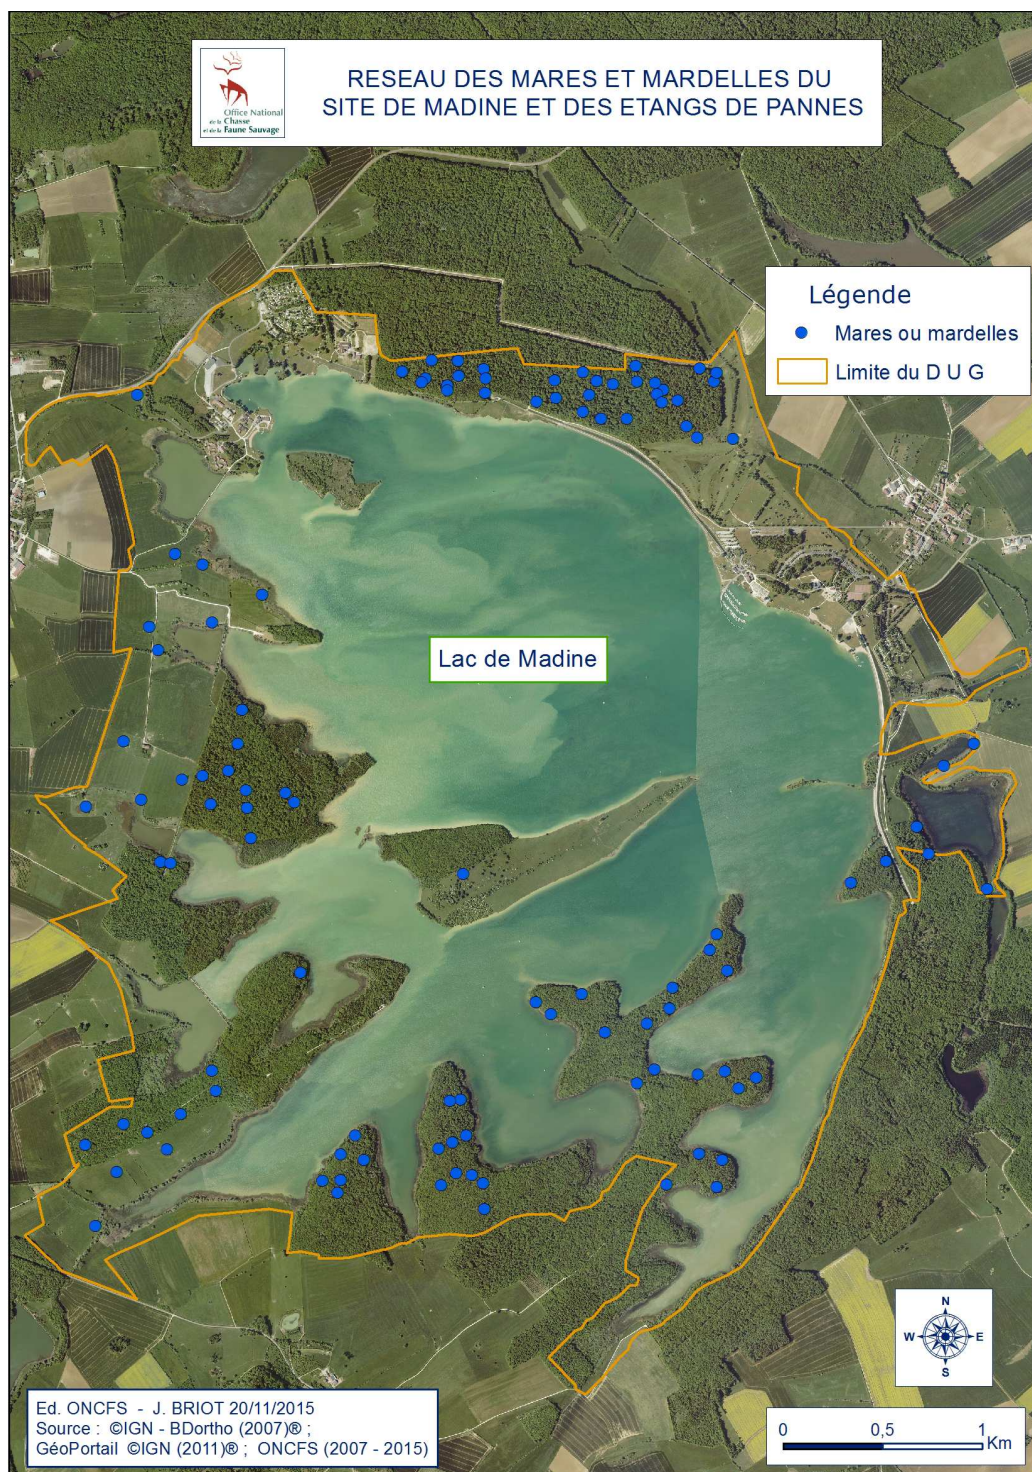 Office National
de la Chasse
et de la Faune Sauvage
RESEAU DES MARES ET MARDELLES DU
SITE DE MADINE ET DES ETANGS DE PANNES
Légende
Mares ou mardelles
Limite du D U G
Lac de Madine
N
W E
S
Ed. ONCFS - J. BRIOT 20/11/2015
Source : ©IGN - BDortho (2007)® ;
GéoPortail ©IGN (2011)® ; ONCFS (2007 - 2015)
0 0,5 1
Km